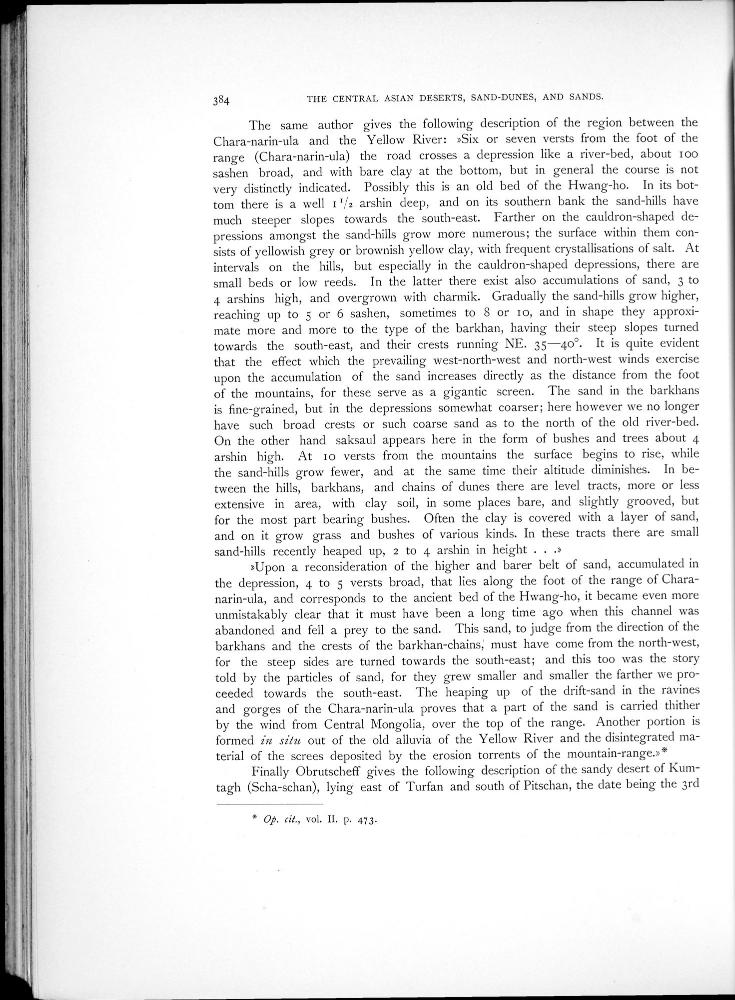 384 THE CENTRAL ASIAN DESERTS, SAND-DUNES, AND SANDS.
The same author gives the following description of the region between the
Chara-narin-ula and the Yellow River: »Six or seven versts from the foot of the
range (Chara-narin-ula) the road crosses a depression like a river-bed, about 100
sashen broad, and with bare clay at the bottom, but in general the course is not
very distinctly indicated. Possibly this is an old bed of the Hwang-ho. In its bot-
tom there is a well 1 1/2 arshin deep, and on its southern bank the sand-hills have
much steeper slopes towards the south-east. Farther on the cauldron-shaped de-
pressions amongst the sand-hills grow more numerous; the surface within them con-
sists of yellowish grey or brownish yellow clay, with frequent crystallisations of salt. At
intervals on the hills, but especially in the cauldron-shaped depressions, there are
small beds or low reeds. In the latter there exist also accumulations of sand, 3 to
4 arshins high, and overgrown with charmik. Gradually the sand-hills grow higher,
reaching up to 5 or 6 sashen, sometimes to 8 or 10, and in shape they approxi-
mate more and more to the type of the barkhan, having their steep slopes turned
towards the south-east, and their crests running NE. 35—40°. It is quite evident
that the effect which the prevailing west-north-west and north-west winds exercise
upon the accumulation of the sand increases directly as the distance from the foot
of the mountains, for these serve as a gigantic screen. The sand in the barkhans
is fine-grained, but in the depressions somewhat coarser; here however we no longer
have such broad crests or such coarse sand as to the north of the old river-bed.
On the other hand saksaul appears here in the form of bushes and trees about 4
arshin high. At 10 versts from the mountains the surface begins to rise, while
the sand-hills grow fewer, and at the same time their altitude diminishes. In be-
tween the hills, barkhans, and chains of dunes there are level tracts, more or less
extensive in area, with clay soil, in some places bare, and slightly grooved, but
for the most part bearing bushes. Often the clay is covered with a layer of sand,
and on it grow grass and bushes of various kinds. In these tracts there are small
sand-hills recently heaped up, 2 to 4 arshin in height . . .»
»Upon a reconsideration of the higher and barer belt of sand, accumulated in
the depression, 4 to 5 versts broad, that lies along the foot of the range of Chara-
narin-ula, and corresponds to the ancient bed of the Hwang-ho, it became even more
unmistakably clear that it must have been a long time ago when this channel was
abandoned and fell a prey to the sand. This sand, to judge from the direction of the
barkhans and the crests of the barkhan-chains, must have come from the north-west,
for the steep sides are turned towards the south-east; and this too was the story
told by the particles of sand, for they grew smaller and smaller the farther we pro-
ceeded towards the south-east. The heaping up of the drift-sand in the ravines
and gorges of the Chara-narin-ula proves that a part of the sand is carried thither
by the wind from Central Mongolia, over the top of the range. Another portion is
formed in situ out of the old alluvia of the Yellow River and the disintegrated ma-
terial of the screes deposited by the erosion torrents of the mountain-range.»*
Finally Obrutscheff gives the following description of the sandy desert of Kum-
tagh (Scha-schan), lying east of Turfan and south of Pitschan, the date being the 3rd
* Op. cit., vol. II. p. 473.